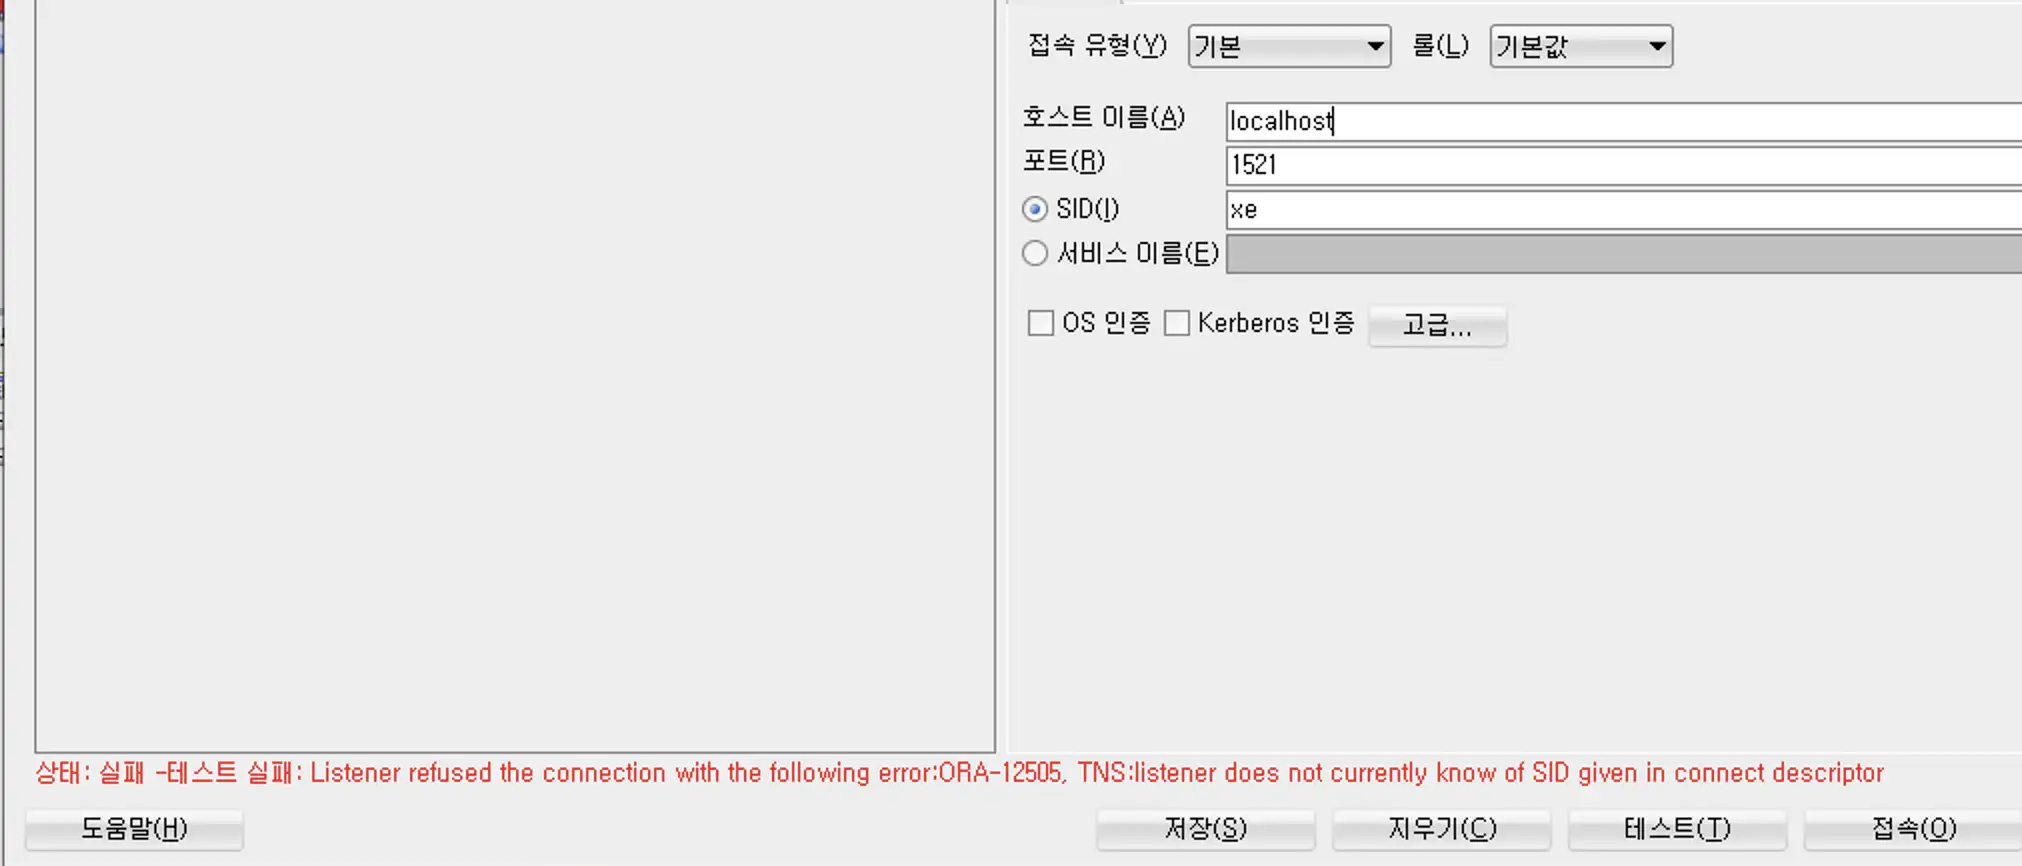 접속 유형(Y) 기본 롤(L) 기본값
호스트 이름(A) localhost
포트(R) 1521
SID(I) xe
서비스 이름(E)
OS 인증 Kerberos 인증 고급...
상태: 실패 -테스트 실패: Listener refused the connection with the following error:ORA-12505, TNS:listener does not currently know of SID given in connect descriptor
도움말(H) 저장(S) 지우기(C) 테스트(T) 접속(O)